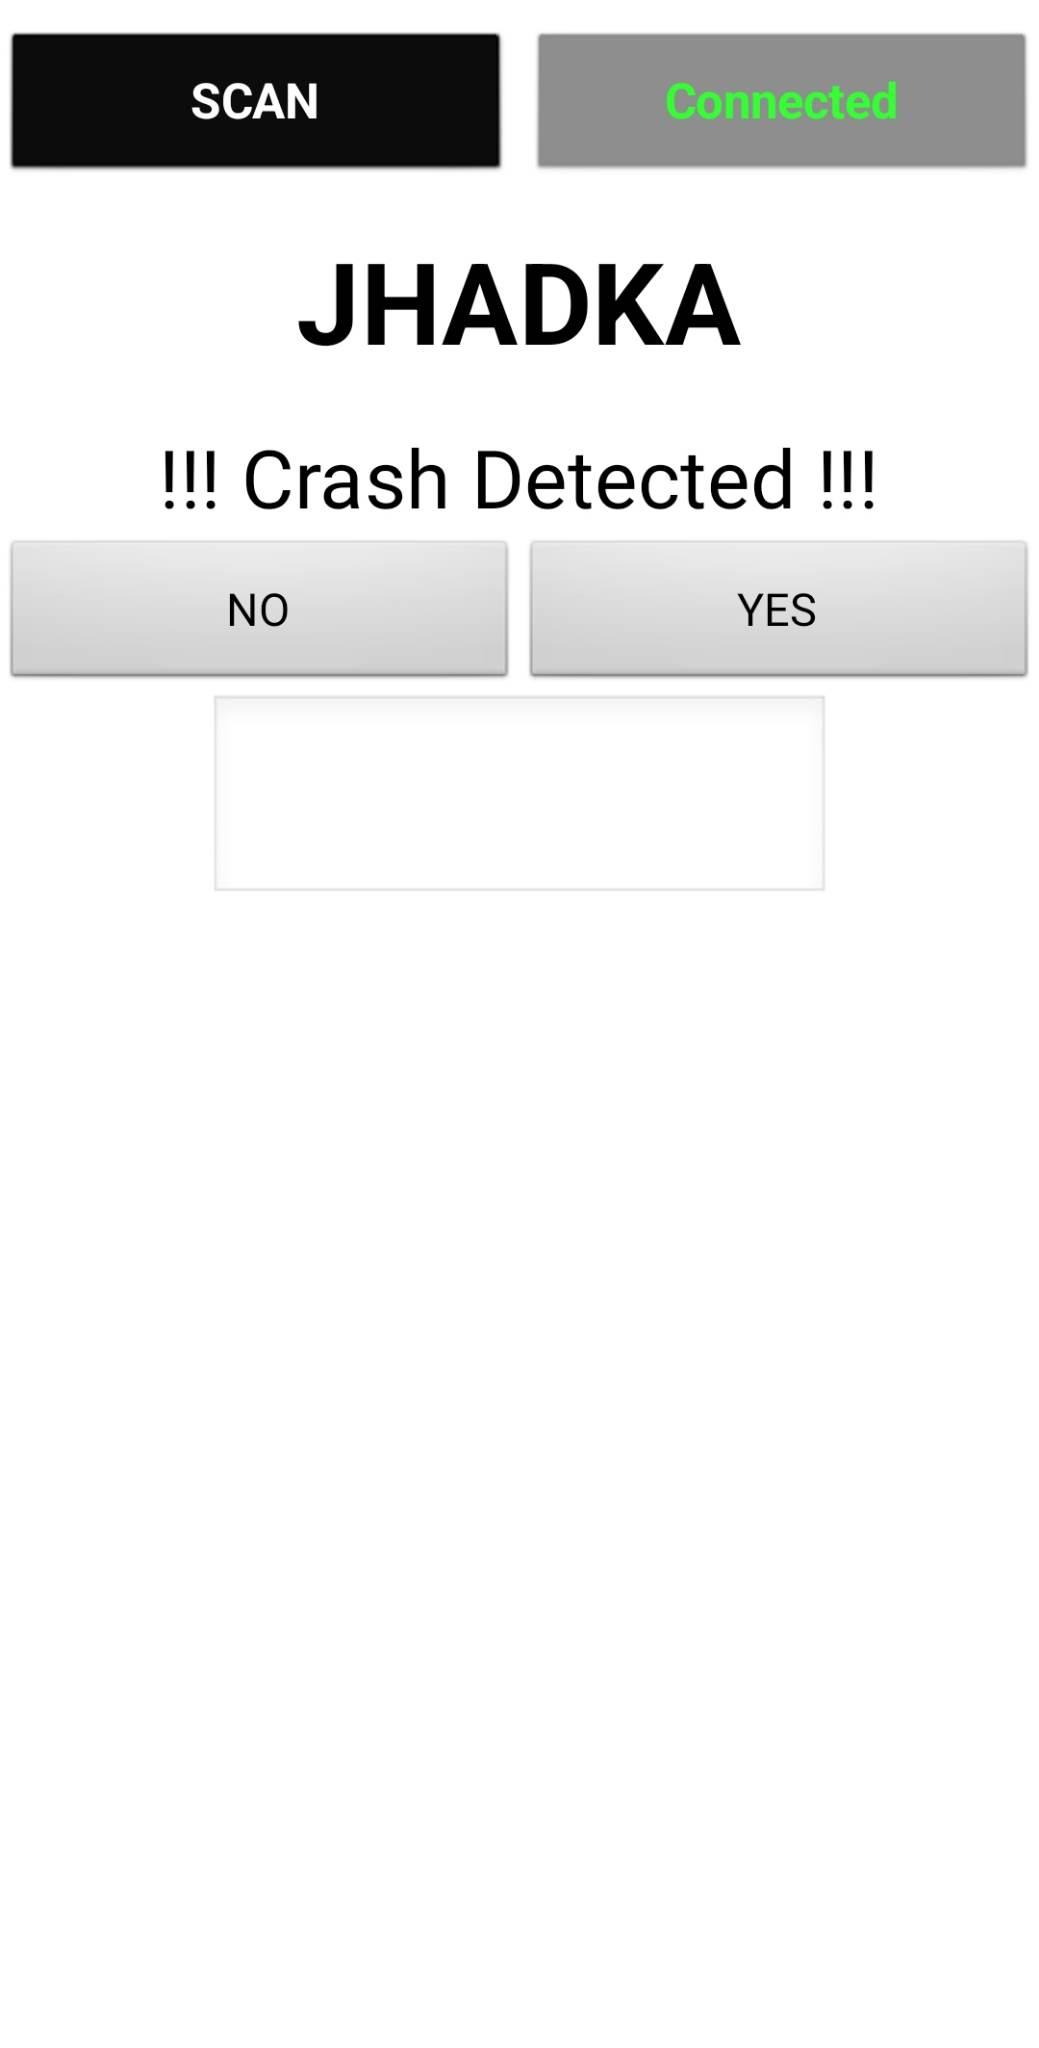 SCAN
Connected
JHADKA
!!! Crash Detected !!!
NO
YES